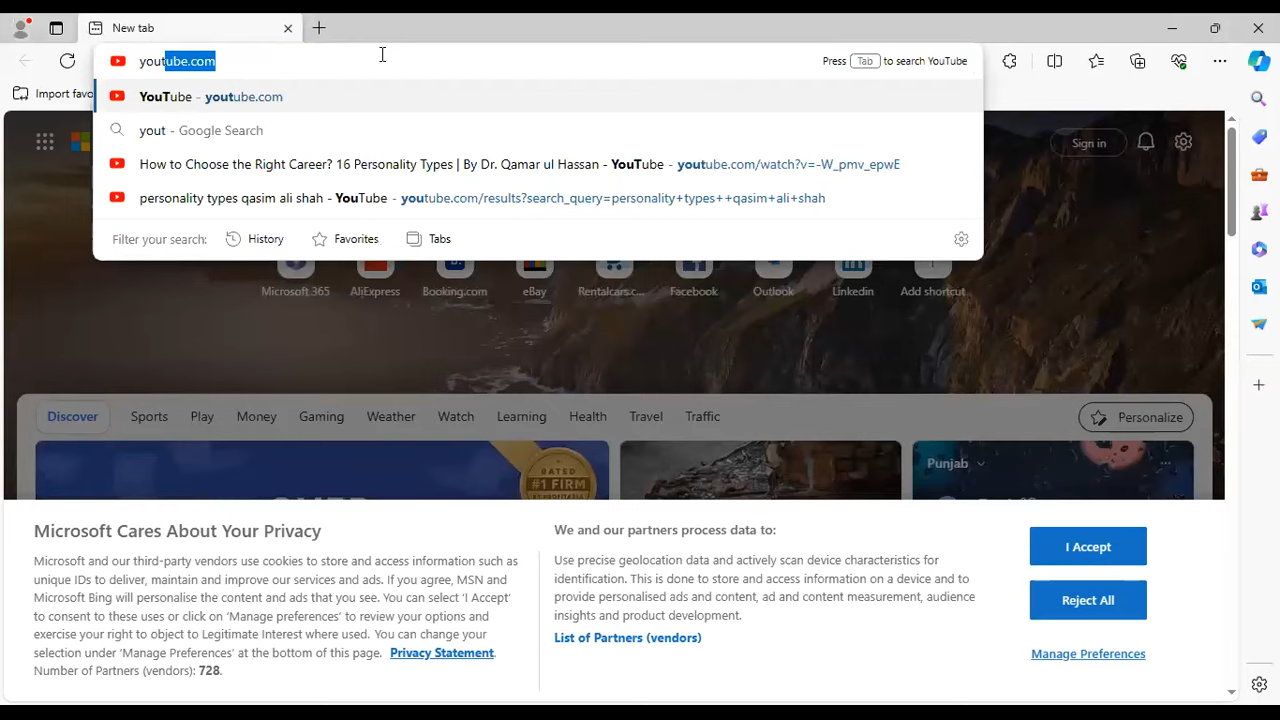 New tab
youtube.com
Press Tab to search YouTube
YouTube - youtube.com
Import favo
yout - Google Search
Sign in
How to Choose the Right Career? 16 Personality Types | By Dr. Qamar ul Hassan - YouTube - youtube.com/watch?v=-W_pmv_epwE
personality types qasim ali shah - YouTube - youtube.com/results?search_query=personality+types++qasim+ali+shah
Filter your search: History Favorites Tabs
Microsoft 365 AliExpress Booking.com eBay Rentalcars.c... Facebook Outlook Linkedin Add shortcut
Discover Sports Play Money Gaming Weather Watch Learning Health Travel Traffic Personalize
RATED
#1 FIRM
Punjab
Microsoft Cares About Your Privacy
Microsoft and our third-party vendors use cookies to store and access information such as
unique IDs to deliver, maintain and improve our services and ads. If you agree, MSN and
Microsoft Bing will personalise the content and ads that you see. You can select 'I Accept'
to consent to these uses or click on 'Manage preferences' to review your options and
exercise your right to object to Legitimate Interest where used. You can change your
selection under 'Manage Preferences' at the bottom of this page. Privacy Statement.
Number of Partners (vendors): 728.
We and our partners process data to:
Use precise geolocation data and actively scan device characteristics for
identification. This is done to store and access information on a device and to
provide personalised ads and content, ad and content measurement, audience
insights and product development.
List of Partners (vendors)
I Accept
Reject All
Manage Preferences